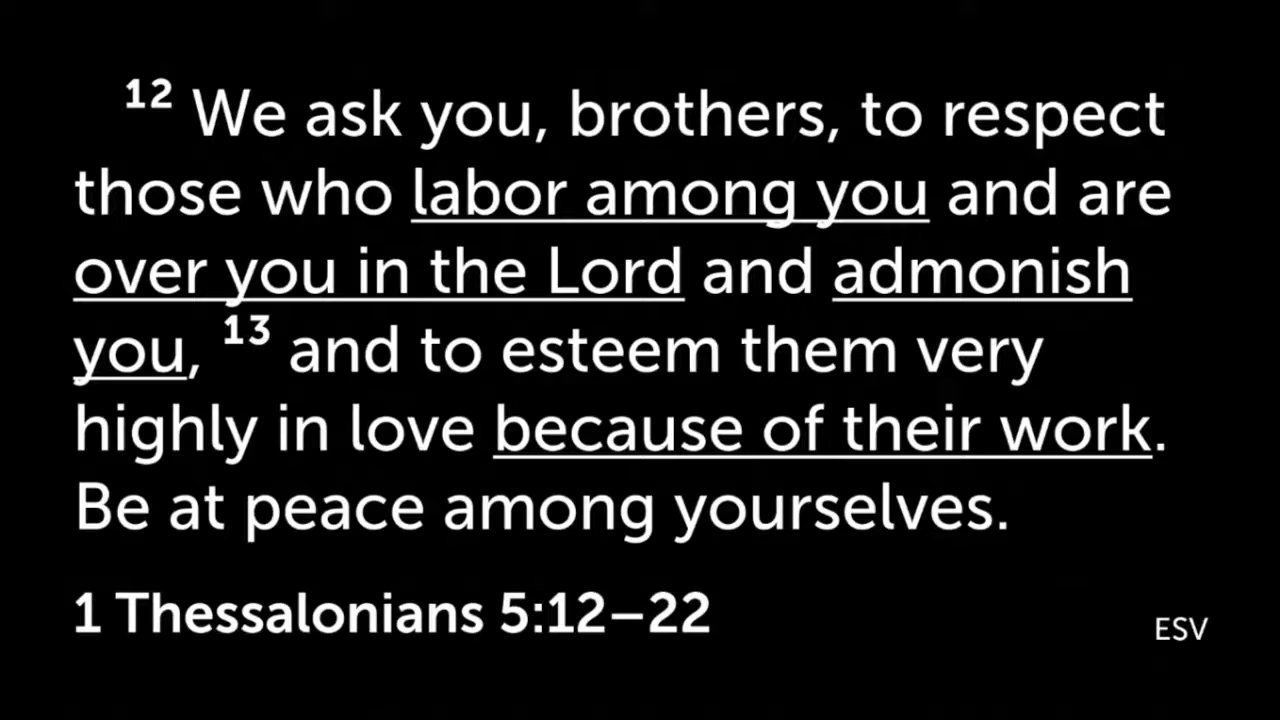 12 We ask you, brothers, to respect
those who labor among you and are
over you in the Lord and admonish
you, 13 and to esteem them very
highly in love because of their work.
Be at peace among yourselves.
1 Thessalonians 5:12–22
ESV